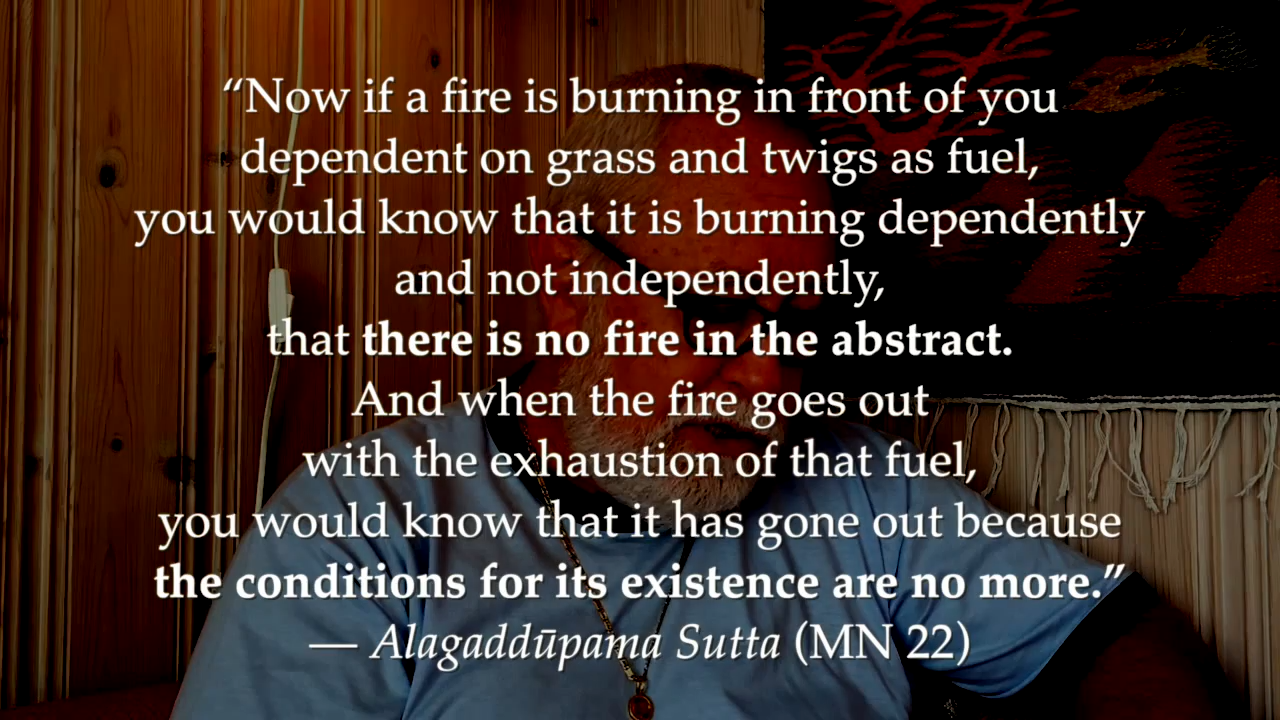 “Now if a fire is burning in front of you
dependent on grass and twigs as fuel,
you would know that it is burning dependently
and not independently,
that there is no fire in the abstract.
And when the fire goes out
with the exhaustion of that fuel,
you would know that it has gone out because
the conditions for its existence are no more.”
— Alagaddūpama Sutta (MN 22)